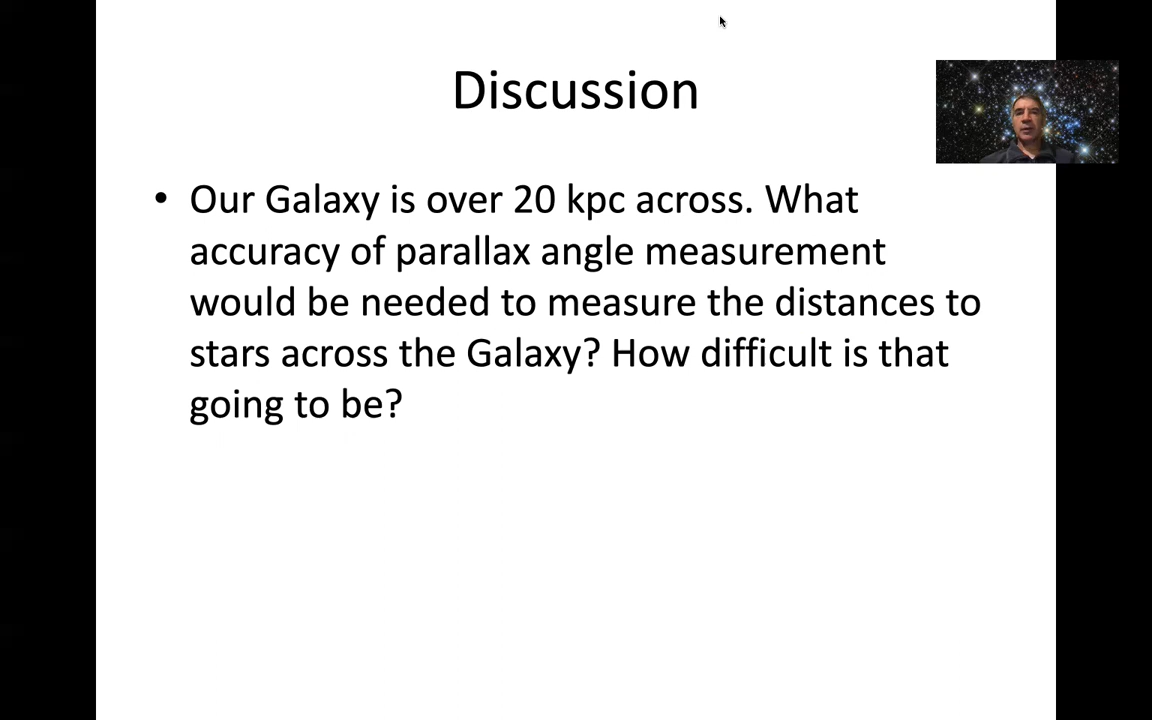 Discussion
• Our Galaxy is over 20 kpc across. What
accuracy of parallax angle measurement
would be needed to measure the distances to
stars across the Galaxy? How difficult is that
going to be?